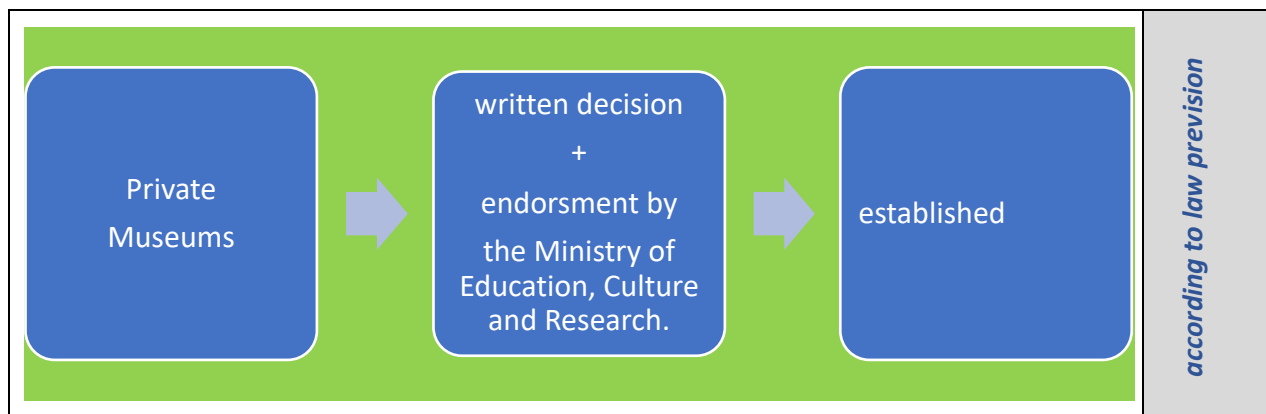 Private
Museums
written decision
+
endorsment by
the Ministry of
Education, Culture
and Research.
established
according to law prevision